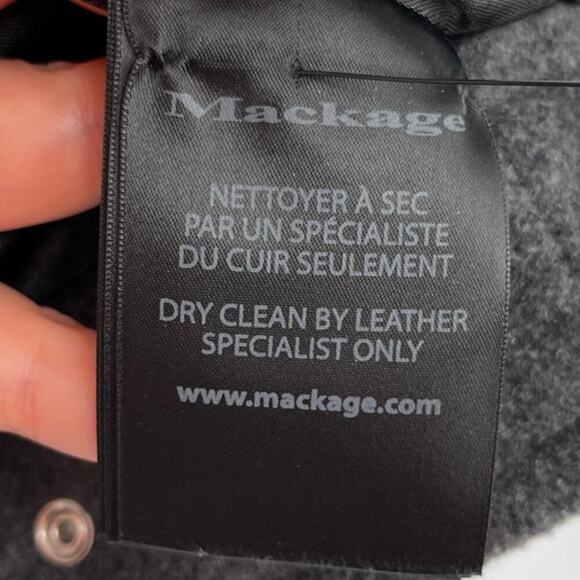 Mackage
NETTOYER À SEC
PAR UN SPÉCIALISTE
DU CUIR SEULEMENT
DRY CLEAN BY LEATHER
SPECIALIST ONLY
www.mackage.com